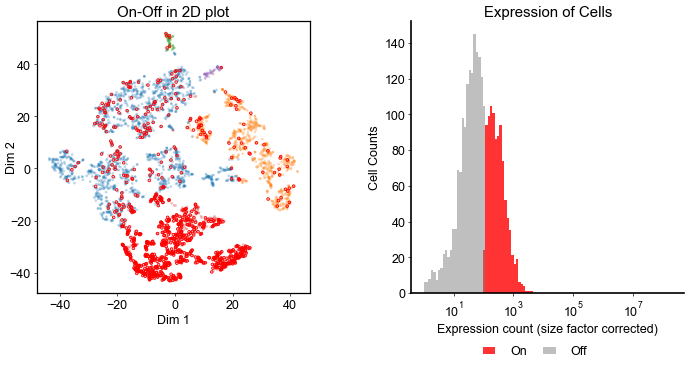 On-Off in 2D plot
Expression of Cells
Dim 2
40
20
0
−20
−40
−40 −20 0 20 40
Dim 1
Cell Counts
140
120
100
80
60
40
20
0
10^1 10^3 10^5 10^7
Expression count (size factor corrected)
On Off